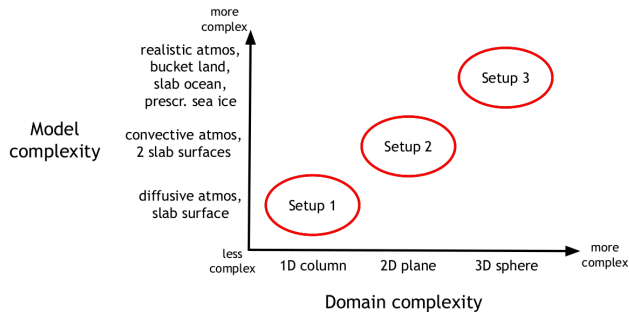 more
complex
realistic atmos,
bucket land,
slab ocean,
prescr. sea ice
Setup 3
Model
complexity
convective atmos,
2 slab surfaces
Setup 2
diffusive atmos,
slab surface
Setup 1
less
complex
1D column
2D plane
3D sphere
more
complex
Domain complexity